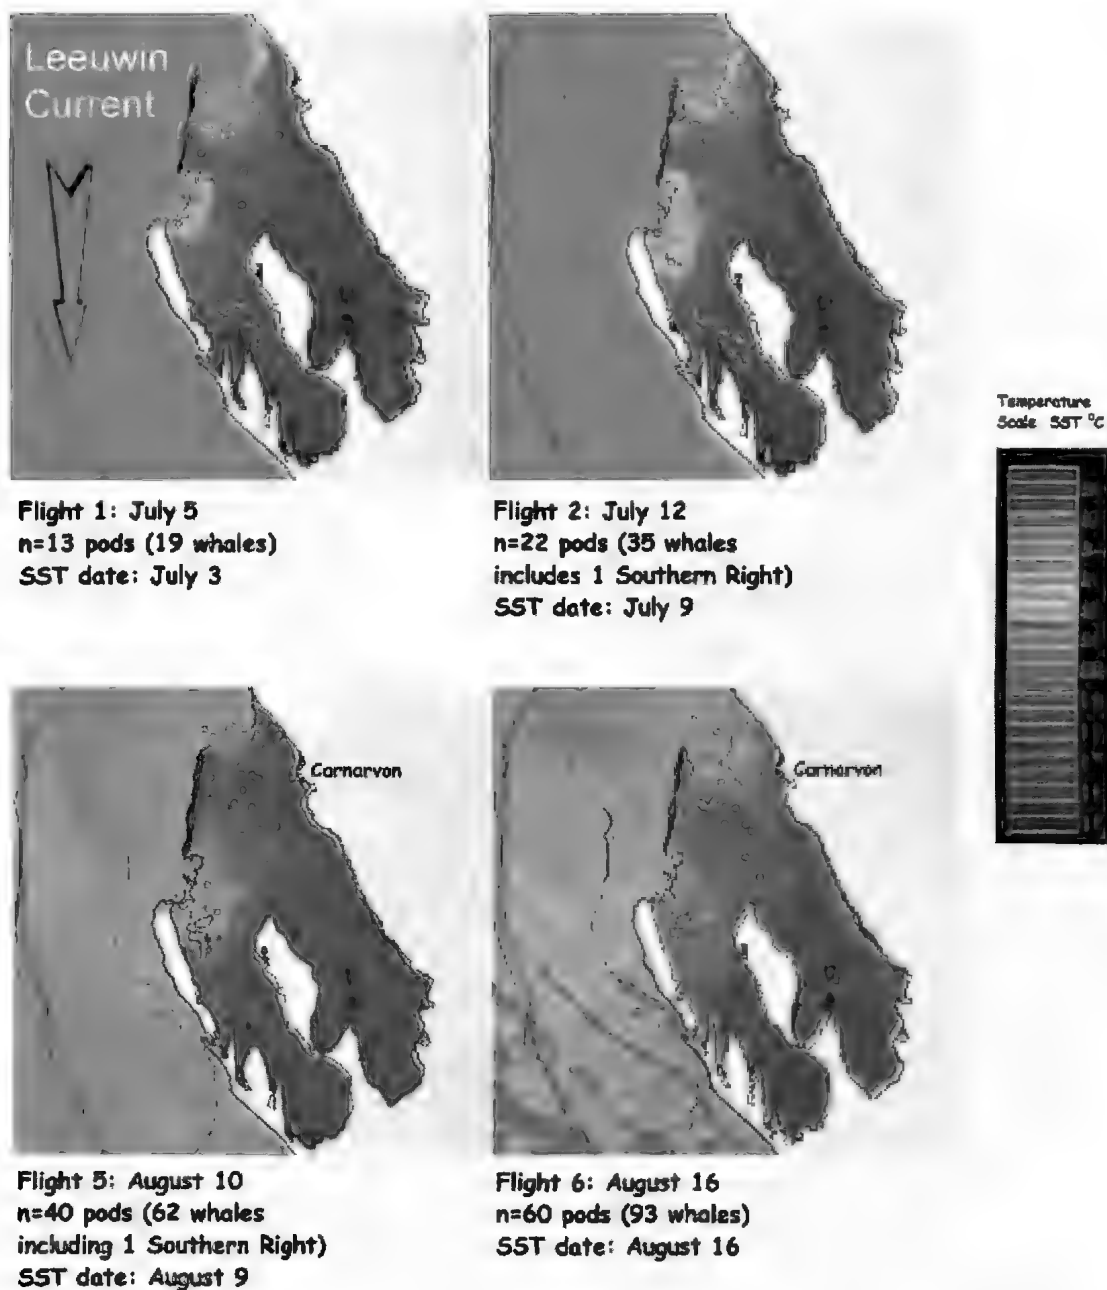 Leeuwin
Current
Flight 1: July 5
n=13 pods (19 whales)
SST date: July 3
Flight 2: July 12
n=22 pods (35 whales
includes 1 Southern Right)
SST date: July 9
Temperature
Scale SST °C
Carnarvon
Carnarvon
Flight 5: August 10
n=40 pods (62 whales
including 1 Southern Right)
SST date: August 9
Flight 6: August 16
n=60 pods (93 whales)
SST date: August 16